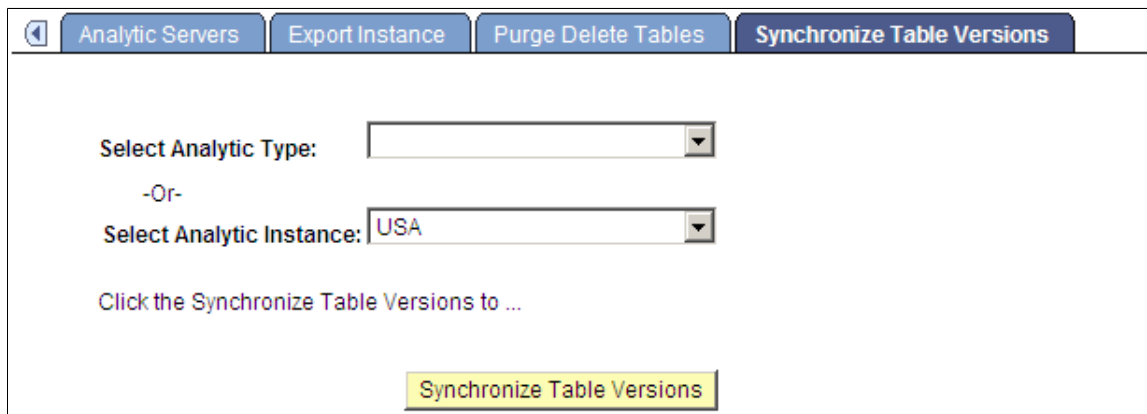 Analytic Servers Export Instance Purge Delete Tables Synchronize Table Versions
Select Analytic Type:
-Or-
Select Analytic Instance: USA
Click the Synchronize Table Versions to ...
Synchronize Table Versions